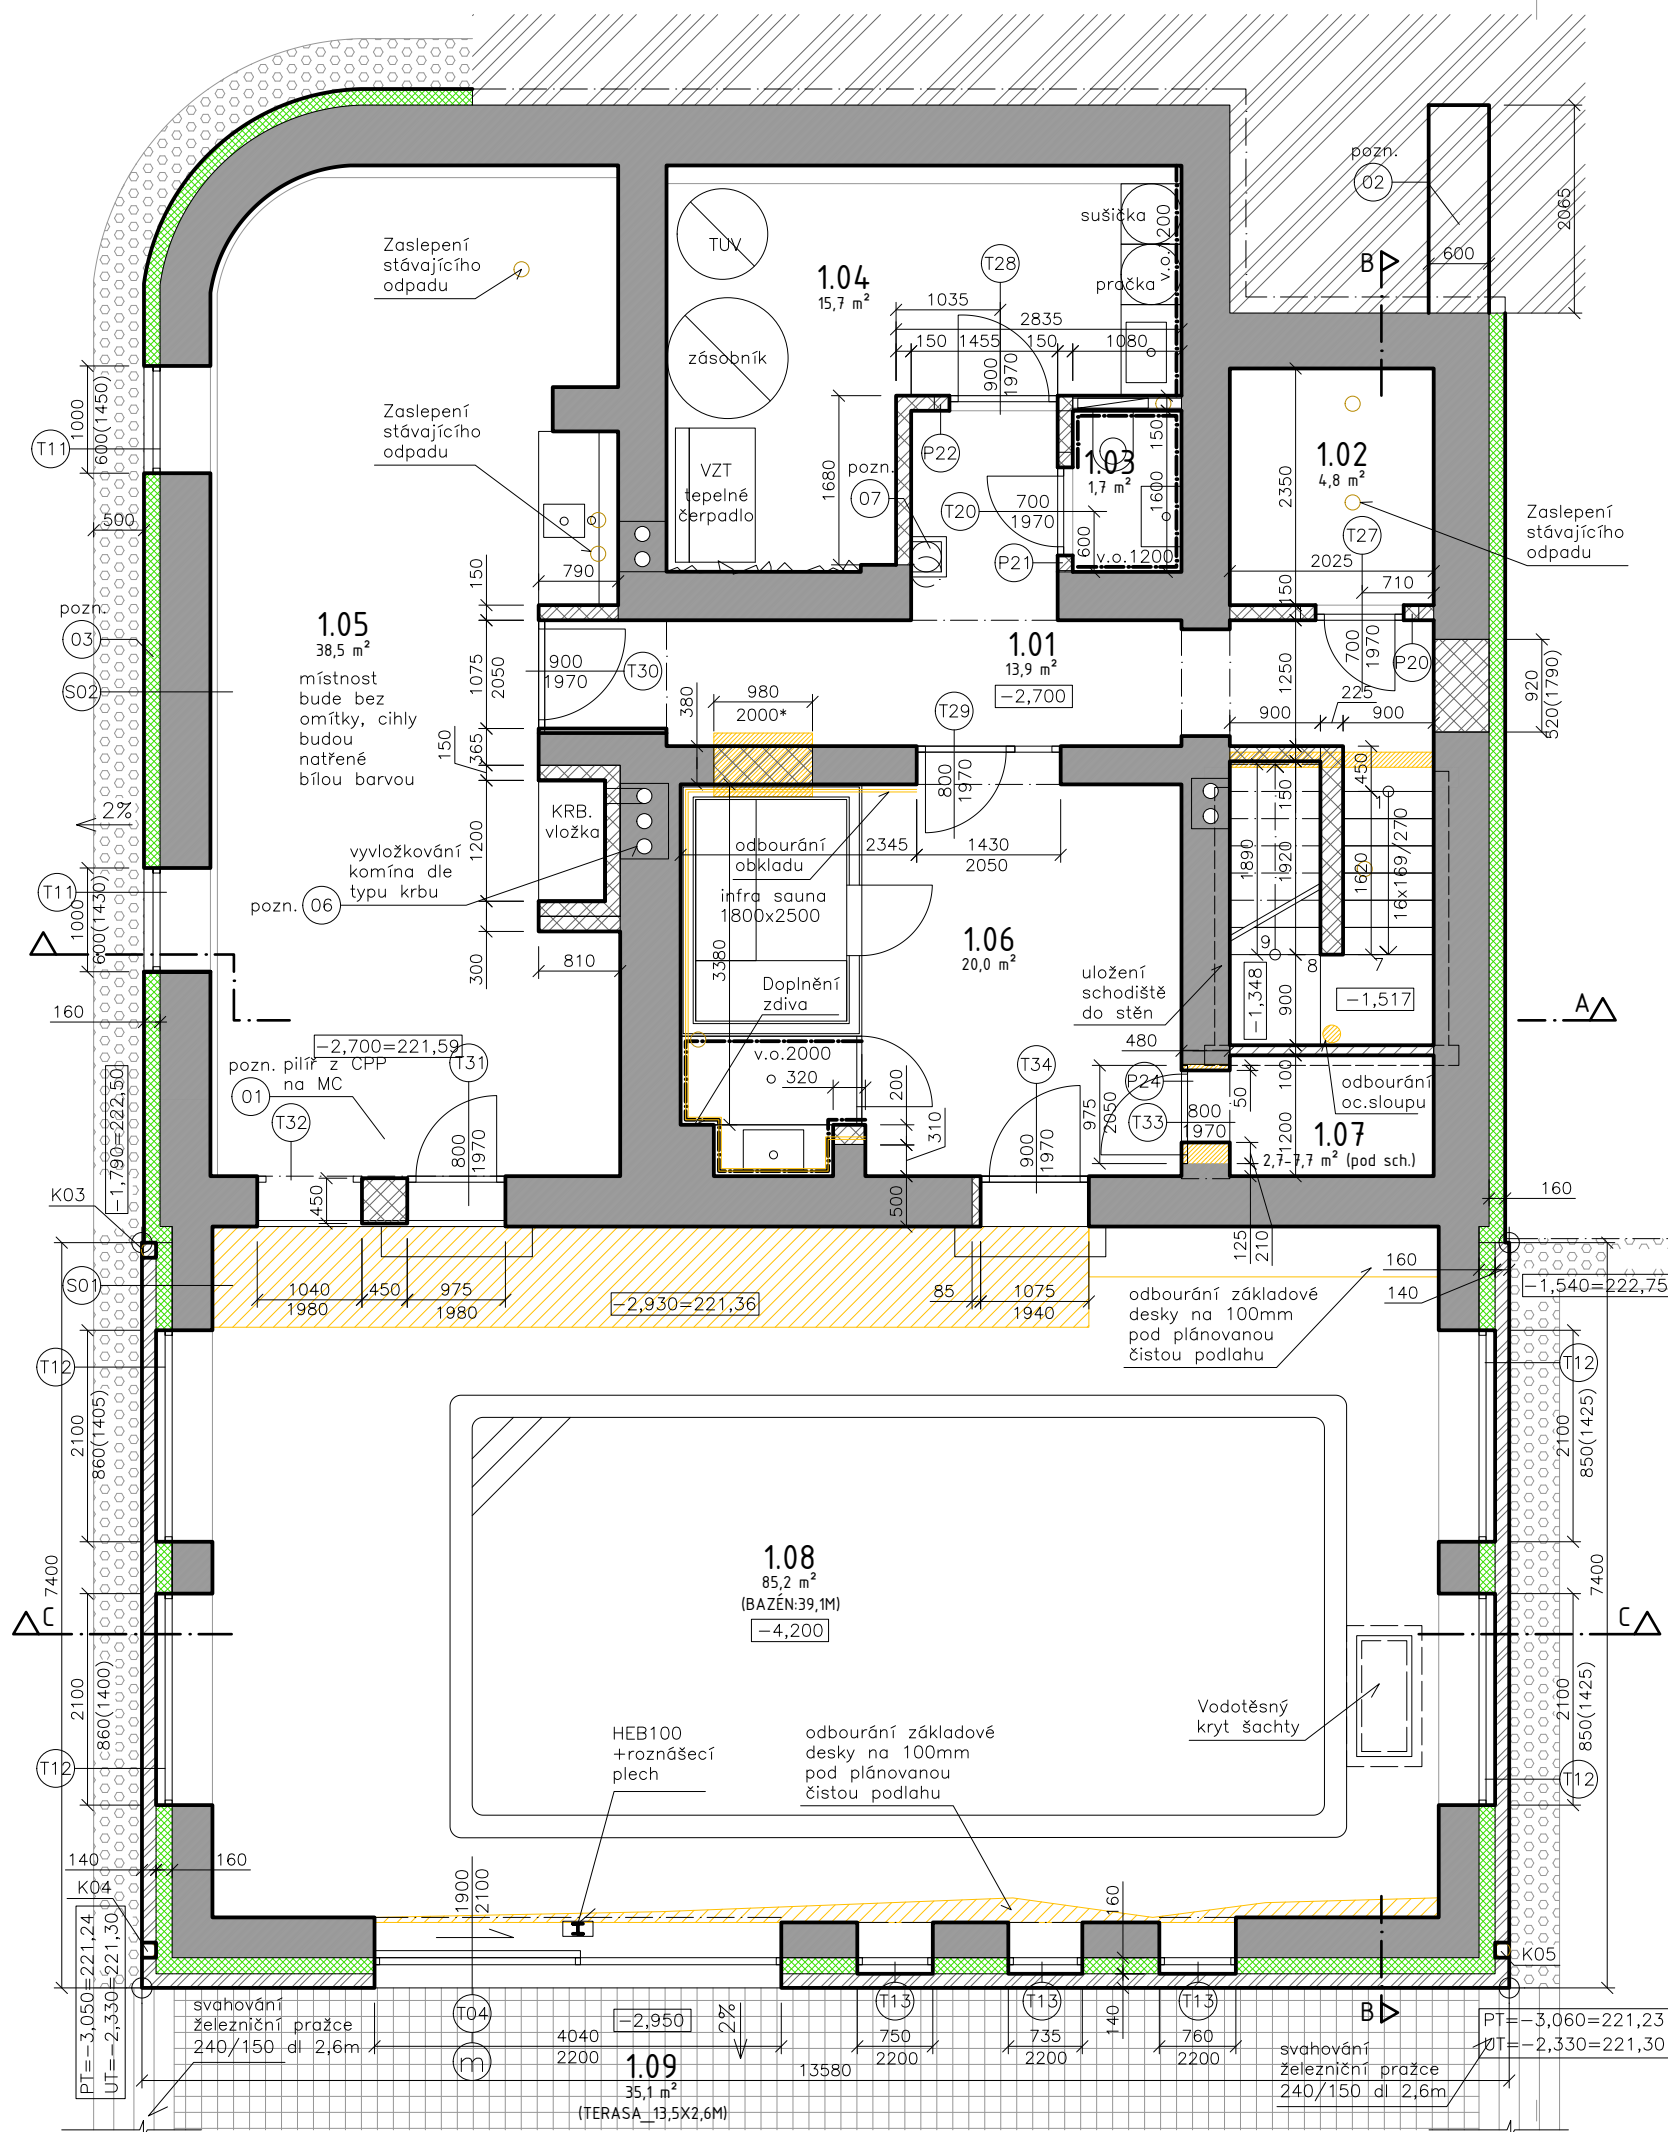 pozn.
02
2065
600
B
Zaslepení
stávajícího
odpadu
TUV
1.04
15,7 m²
T28
sušička
pračka
v.o.1200
1035
2835
150
1455
150
1080
900
1970
zásobník
T11
1000
600(1450)
Zaslepení
stávajícího
odpadu
P22
150
1.03
1,7 m²
1.02
4,8 m²
2350
VZT
tepelné
čerpadlo
1680
pozn.
07
T20
700
1970
1600
600
v.o.1200
P21
T27
Zaslepení
stávajícího
odpadu
500
790
150
2025
150
710
pozn.
03
S02
1.05
38,5 m²
místnost
bude bez
omítky, cihly
budou
natřené
bílou barvou
1075
2050
900
1970
T30
1.01
13,9 m²
-2,700
380
980
2000*
T29
700
1970
P20
1250
225
900
900
920
520(1790)
150
365
2%
1200
KRB.
vložka
vyvložkování
komína dle
typu krbu
pozn.
06
T11
1000
600(1430)
odbourání
obkladu
2345
800
1970
1430
2050
infra sauna
1800x2500
3380
1890
150
1920
450
1
1620
16x169/270
9
8
7
1.06
20,0 m²
300
810
Doplnění
zdiva
uložení
schodiště
do stěn
-1,348
900
-1,517
A
160
-2,700=221,59
pozn.
pilíř z CPP
na MC
01
T31
T32
v.o.2000
320
200
310
T34
480
P24
975
2050
T33
800
1970
50
100
1200
odbourání
oc.sloupu
1.07
2,7-7,7 m² (pod sch.)
-1,790=222,50
K03
450
800
1970
900
1970
500
160
125
210
S01
1040
1980
450
975
1980
-2,930=221,36
85
1075
1940
odbourání základové
desky na 100mm
pod plánovanou
čistou podlahu
160
140
-1,540=222,75
T12
2100
860(1405)
T12
2100
850(1425)
7400
7400
1.08
85,2 m²
(BAZÉN:39,1M)
-4,200
C
C
2100
860(1400)
2100
850(1425)
T12
T12
HEB100
+roznášecí
plech
odbourání základové
desky na 100mm
pod plánovanou
čistou podlahu
Vodotěsný
kryt šachty
140
160
K04
1900
2100
160
K05
PT=-3,050=221,24
UT=-2,330=221,30
svahování
železniční pražce
240/150 dl 2,6m
T04
m
-2,950
2%
4040
2200
T13
T13
T13
140
750
2200
735
2200
760
2200
B
PT=-3,060=221,23
UT=-2,330=221,30
svahování
železniční pražce
240/150 dl 2,6m
13580
1.09
35,1 m²
(TERASA_13,5X2,6M)